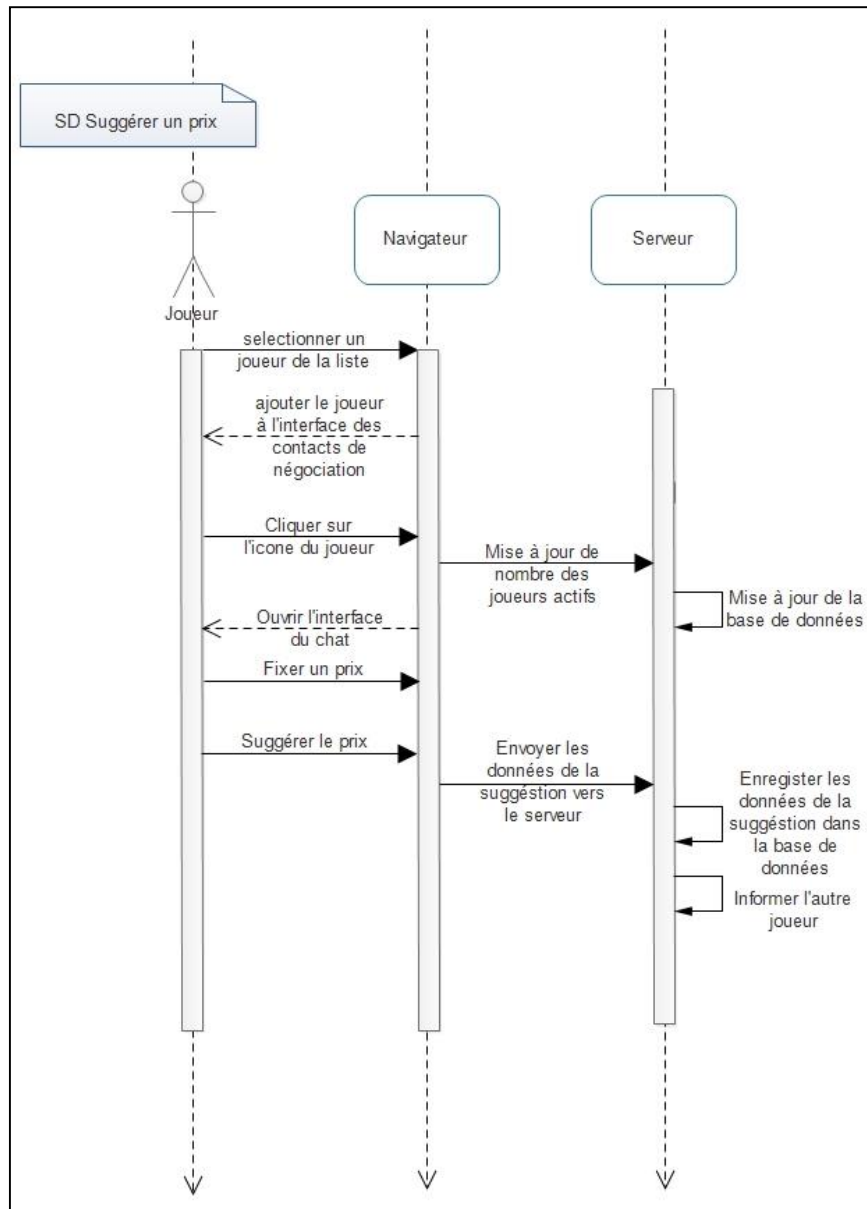 SD Suggérer un prix
Navigateur
Serveur
Joueur
selectionner un
joueur de la liste
ajouter le joueur
à l'interface des
contacts de
négociation
Cliquer sur
l'icone du joueur
Mise à jour de
nombre des
joueurs actifs
Mise à jour de la
base de données
Ouvrir l'interface
du chat
Fixer un prix
Suggérer le prix
Envoyer les
données de la
suggéstion vers
le serveur
Enregister les
données de la
suggéstion dans
la base de
données
Informer l'autre
joueur